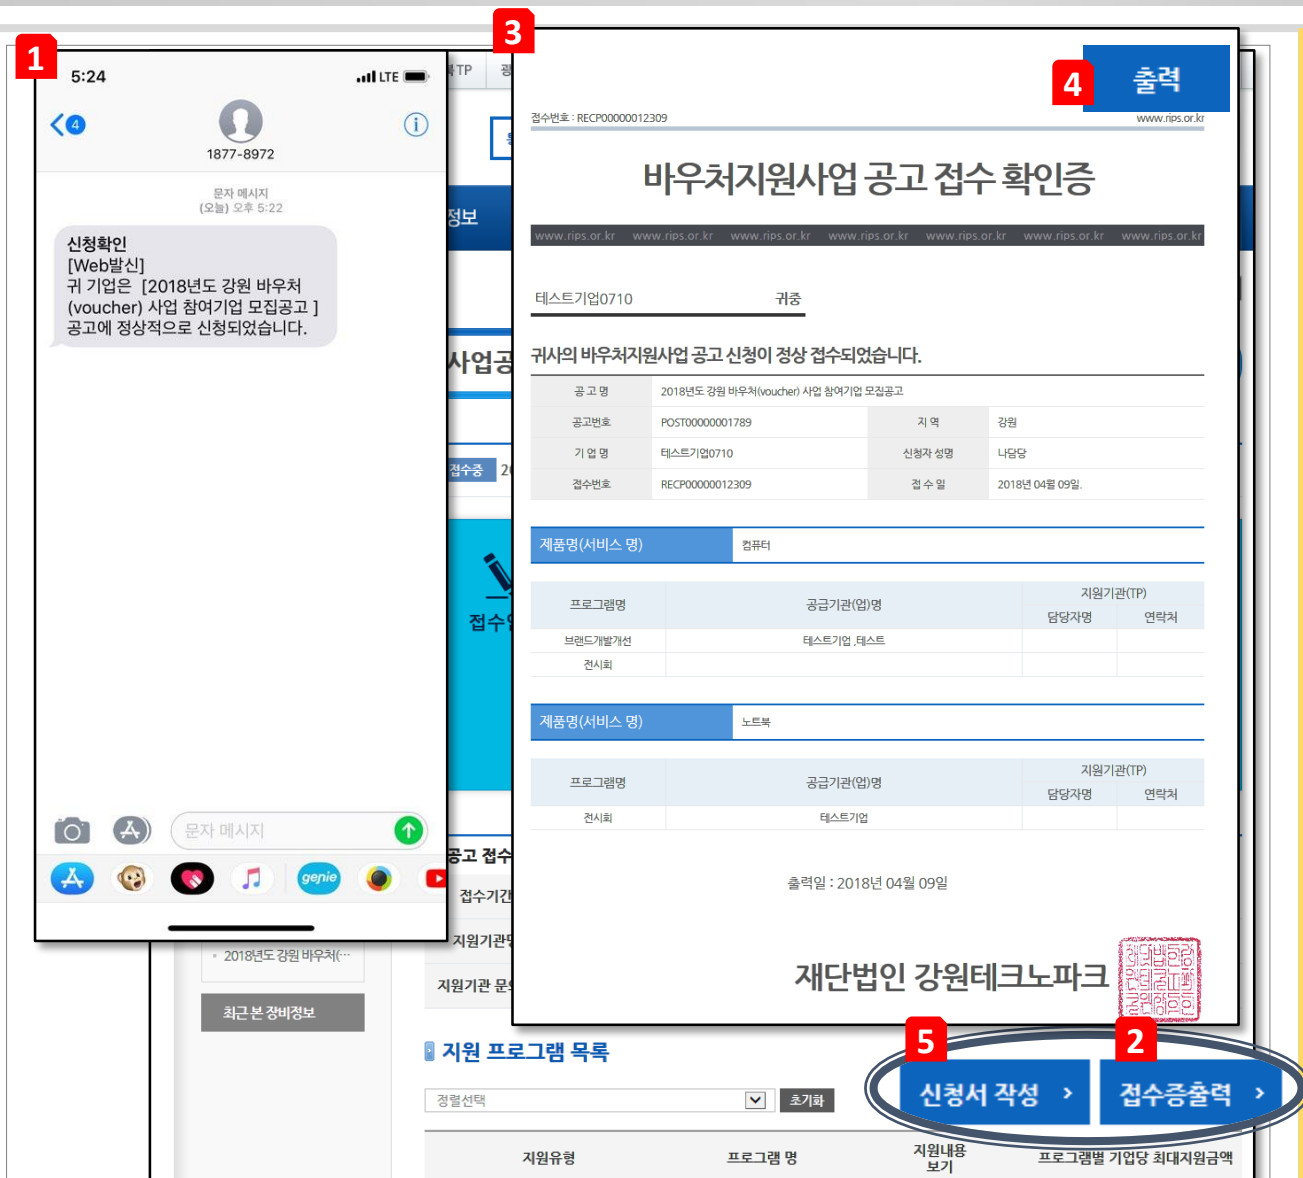 1
5:24
LTE
4
1877-8972
문자 메시지
(오늘) 오후 5:22
신청확인
[Web발신]
귀 기업은 [2018년도 강원 바우처
(voucher) 사업 참여기업 모집공고 ]
공고에 정상적으로 신청되었습니다.
문자 메시지
genie
TP
정보
사업공
접수중
접수
공고 접수
접수기간
지원기관
지원기관 문
2018년도 강원 바우처(…
최근 본 장비정보
3
4
출력
접수번호 : RECP00000012309
www.rips.or.kr
바우처지원사업 공고 접수 확인증
www.rips.or.kr www.rips.or.kr www.rips.or.kr www.rips.or.kr www.rips.or.kr www.rips.or.kr www.rips.or.kr
테스트기업0710 귀중
귀사의 바우처지원사업 공고 신청이 정상 접수되었습니다.
공 고 명 2018년도 강원 바우처(voucher) 사업 참여기업 모집공고
공고번호 POST00000001789 지 역 강원
기 업 명 테스트기업0710 신청자 성명 나담당
접수번호 RECP00000012309 접 수 일 2018년 04월 09일.
제품명(서비스 명) 컴퓨터
프로그램명 공급기관(업)명 지원기관(TP)
담당자명 연락처
브랜드개발개선 테스트기업 ,테스트
전시회
제품명(서비스 명) 노트북
프로그램명 공급기관(업)명 지원기관(TP)
담당자명 연락처
전시회 테스트기업
출력일 : 2018년 04월 09일
재단법인 강원테크노파크
지원 프로그램 목록
5
2
신청서 작성 >
접수증출력 >
정렬선택
초기화
지원유형 프로그램 명 지원내용 프로그램별 기업당 최대지원금액
보기